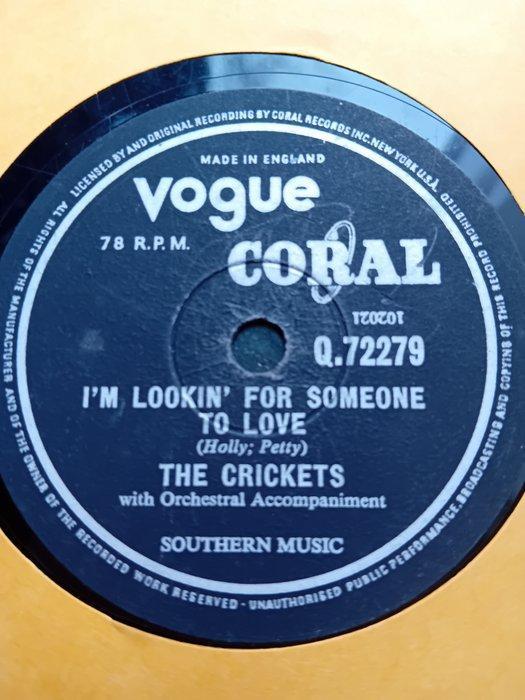 ALL RIGHTS OF THE MANUFACTURER AND OF THE OWNER OF THE RECORDED WORK RESERVED - UNAUTHORISED PUBLIC PERFORMANCE, BROADCASTING AND COPYING OF THIS RECORD PROHIBITED
LICENSED BY AND ORIGINAL RECORDING BY CORAL RECORDS INC. NEW YORK U.S.A.
MADE IN ENGLAND
vogue
78 R.P.M.
CORAL
102021
Q.72279
I'M LOOKIN' FOR SOMEONE
TO LOVE
(Holly; Petty)
THE CRICKETS
with Orchestral Accompaniment
SOUTHERN MUSIC